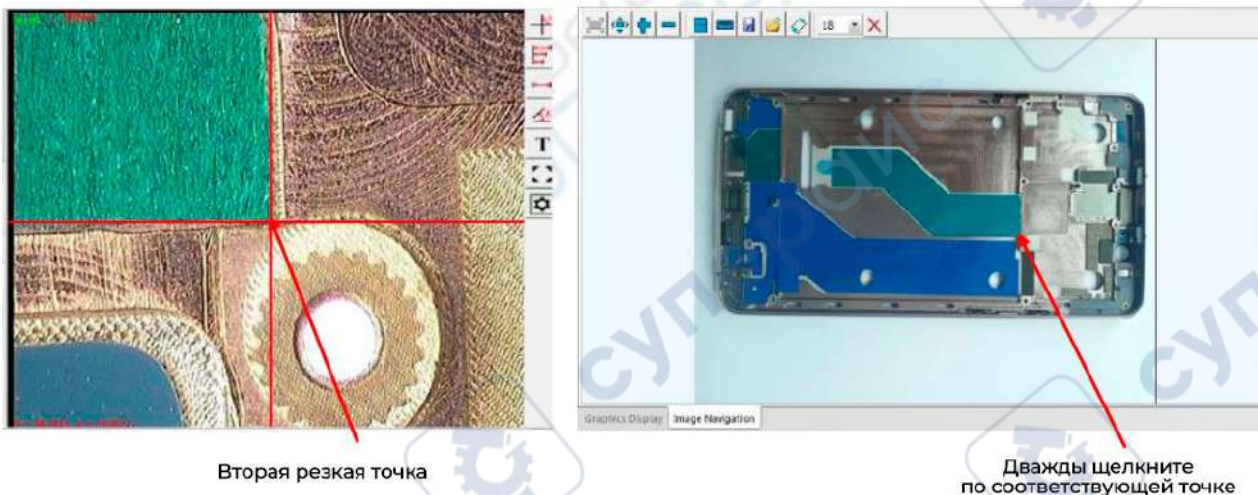 18
T
Graphics Display Image Navigation
Вторая резкая точка
Дважды щелкните
по соответствующей точке